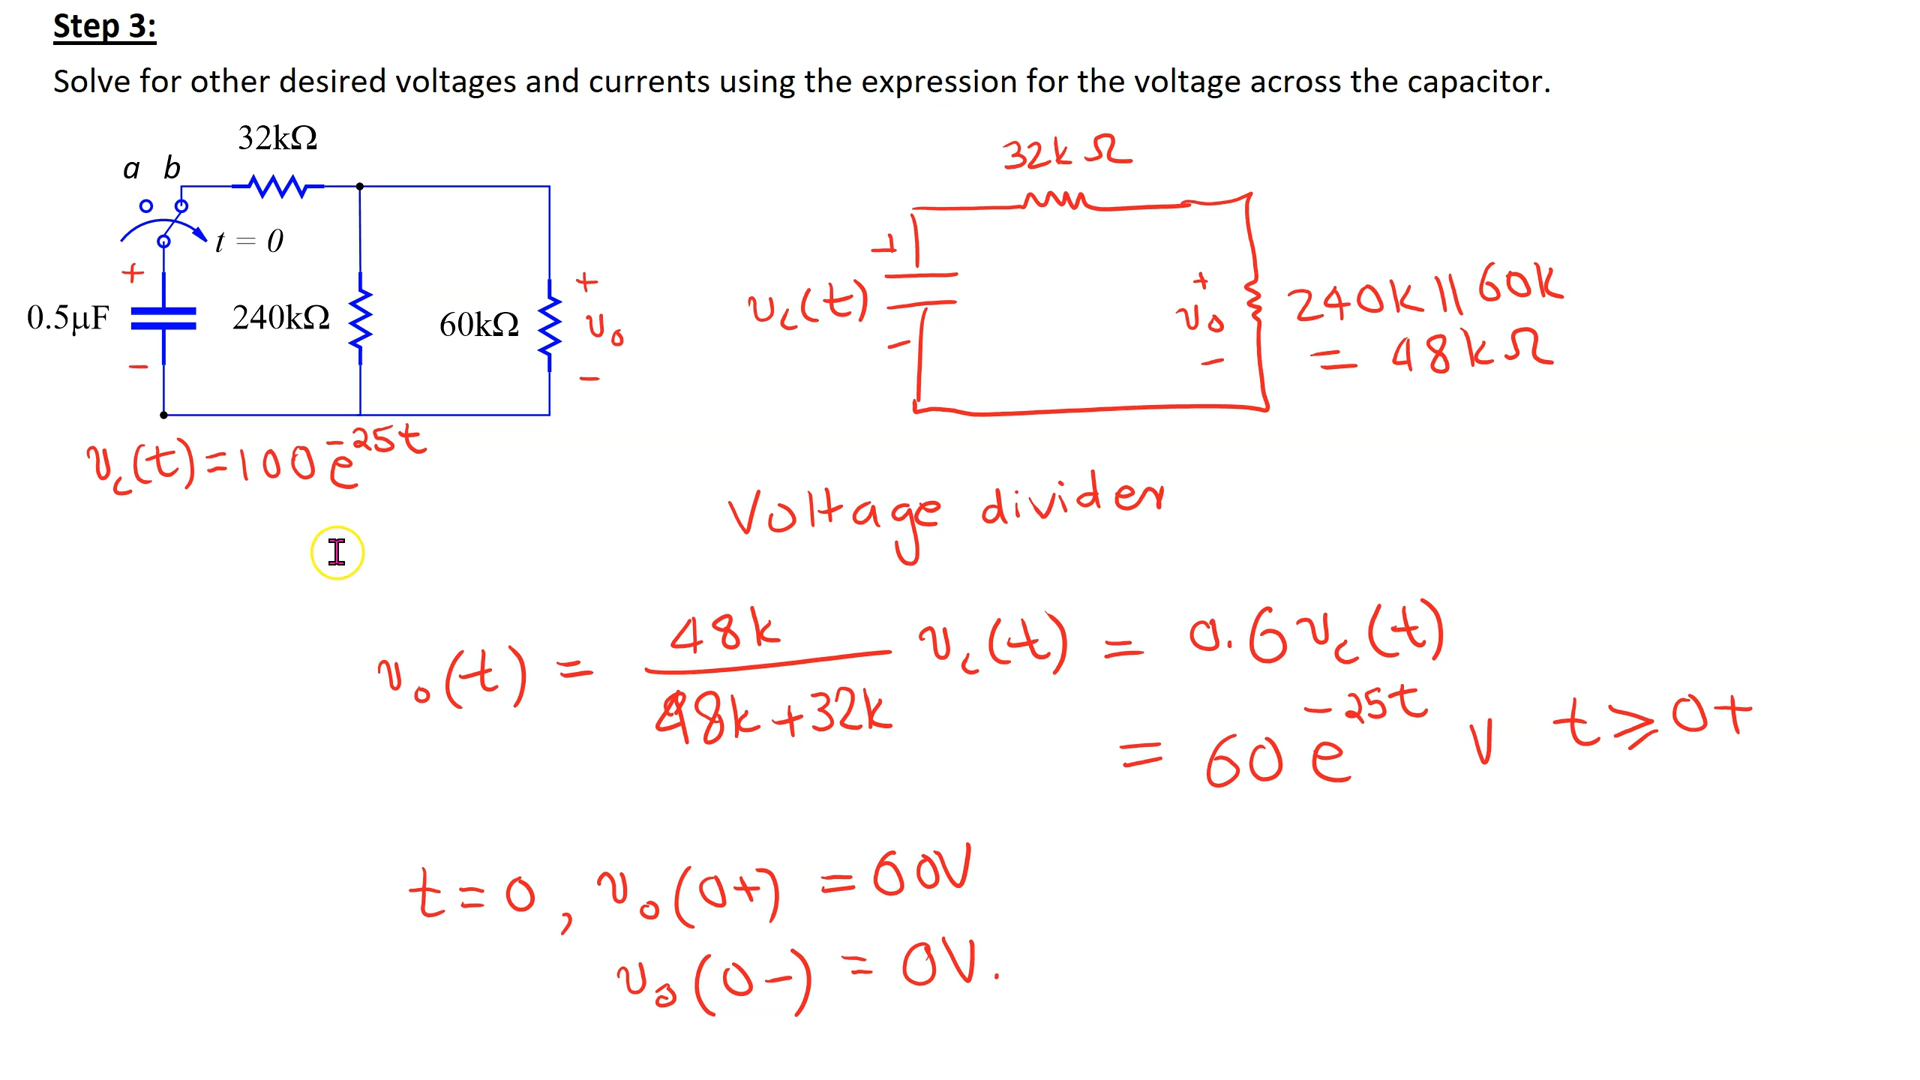 Step 3:
Solve for other desired voltages and currents using the expression for the voltage across the capacitor.
32kΩ
a b
t = 0
+
0.5μF
−
240kΩ
60kΩ
+
v₀
−
v꜀(t)=100e^-25t
32kΩ
+
v꜀(t)
−
+
v₀
−
240k||60k
= 48kΩ
Voltage divider
v₀(t) = 48k/(48k+32k) v꜀(t) = 0.6v꜀(t)
= 60e^-25t V t⩾0+
t=0, v₀(0+) = 60V
v₀(0-) = 0V.